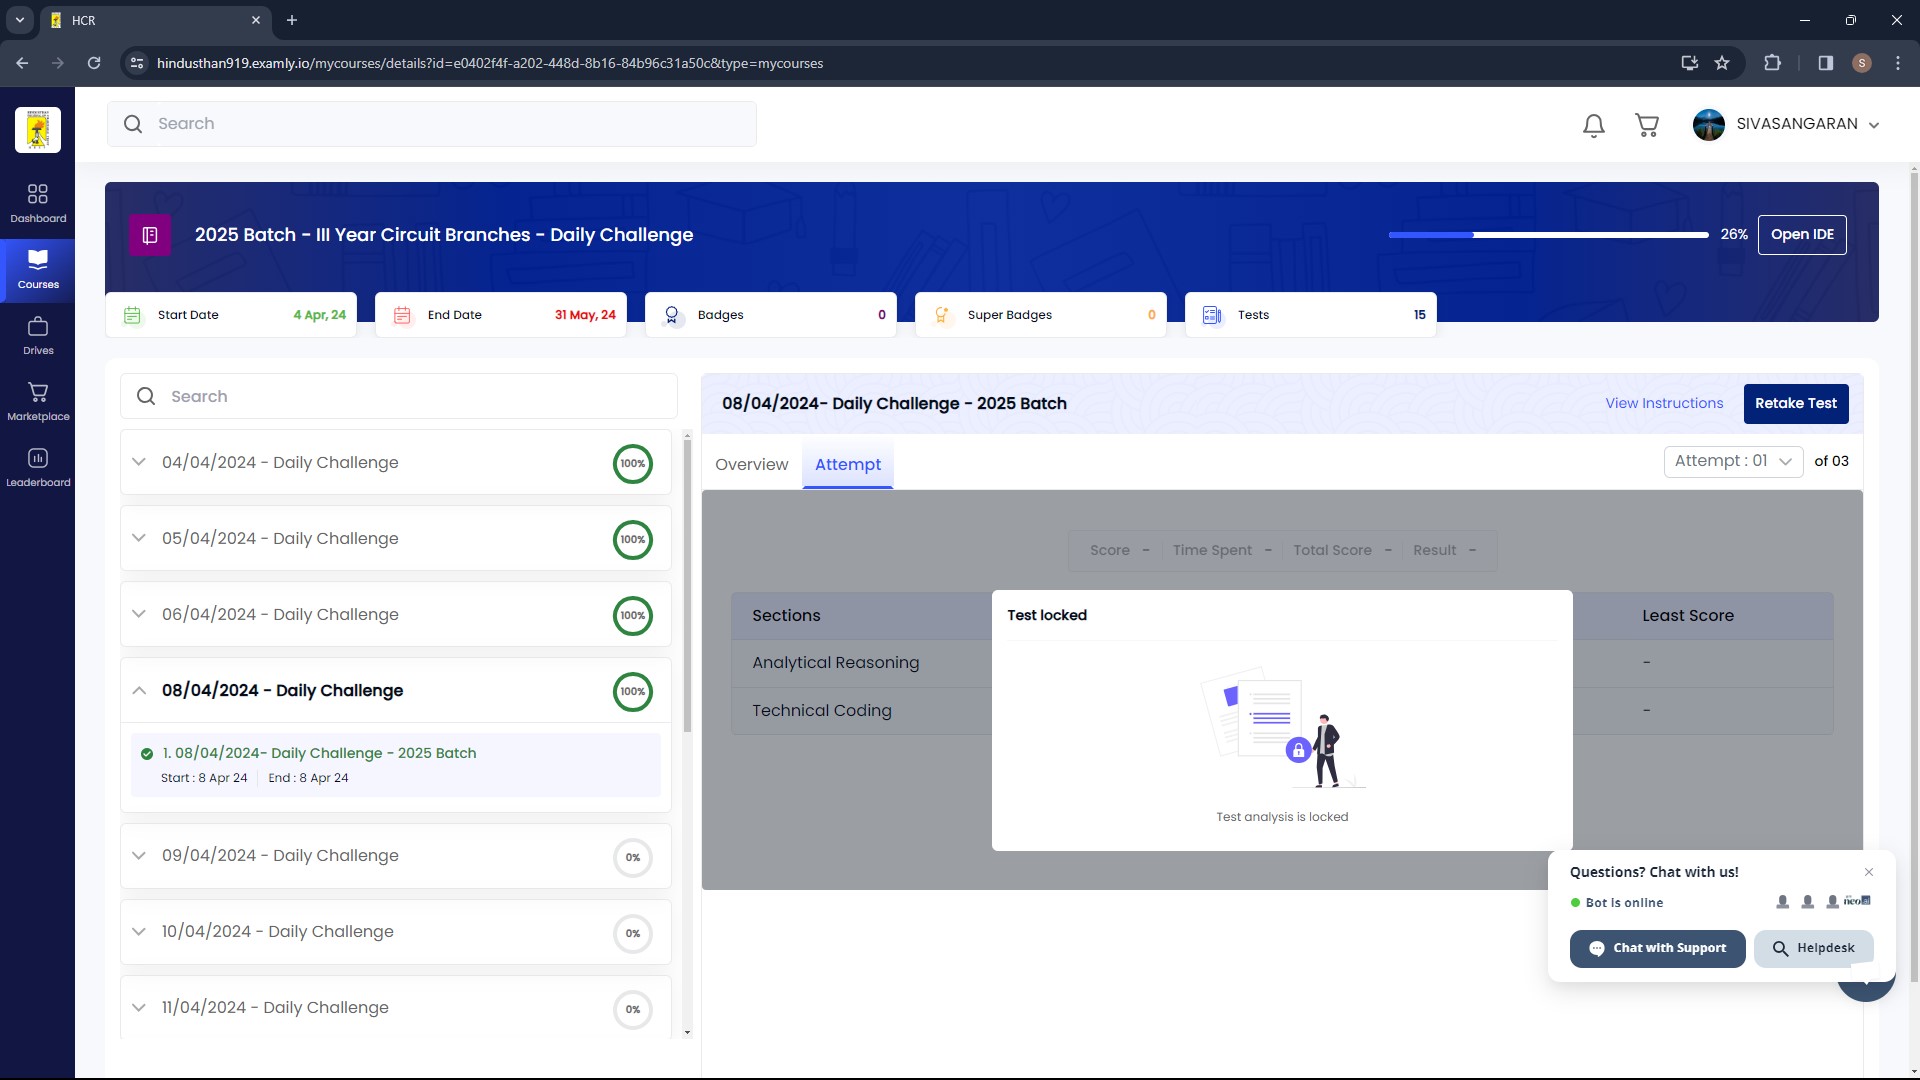 HCR
hindusthan919.examly.io/mycourses/details?id=e0402f4f-a202-448d-8b16-84b96c31a50c&type=mycourses
S
Search
SIVASANGARAN
Dashboard
Courses
Drives
Marketplace
Leaderboard
2025 Batch - III Year Circuit Branches - Daily Challenge
26%
Open IDE
Start Date 4 Apr, 24
End Date 31 May, 24
Badges 0
Super Badges 0
Tests 15
Search
04/04/2024 - Daily Challenge 100%
05/04/2024 - Daily Challenge 100%
06/04/2024 - Daily Challenge 100%
08/04/2024 - Daily Challenge 100%
1. 08/04/2024- Daily Challenge - 2025 Batch
Start : 8 Apr 24 End : 8 Apr 24
09/04/2024 - Daily Challenge 0%
10/04/2024 - Daily Challenge 0%
11/04/2024 - Daily Challenge 0%
08/04/2024- Daily Challenge - 2025 Batch
View Instructions
Retake Test
Overview
Attempt
Attempt : 01 of 03
Score - Time Spent - Total Score - Result -
Sections Least Score
Analytical Reasoning -
Technical Coding -
Test locked
Test analysis is locked
Questions? Chat with us!
Bot is online
neo
Chat with Support
Helpdesk